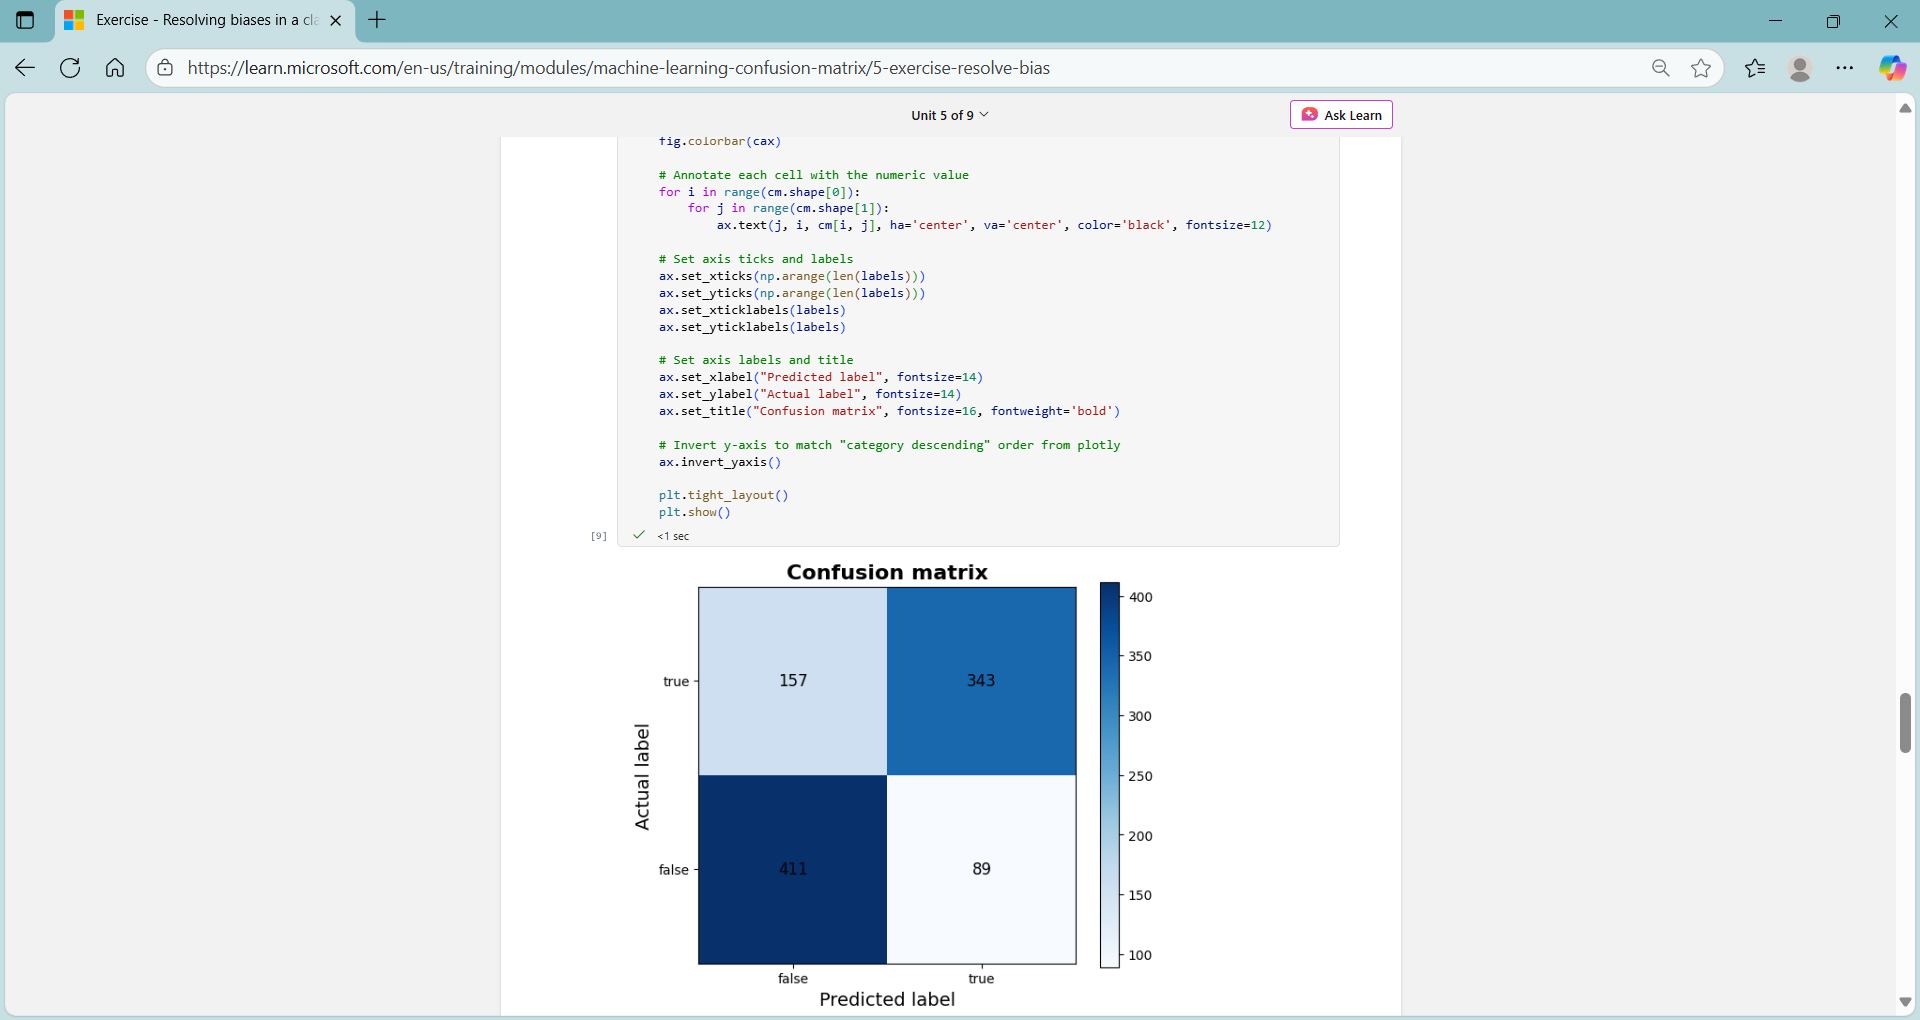 Exercise - Resolving biases in a cla
https://learn.microsoft.com/en-us/training/modules/machine-learning-confusion-matrix/5-exercise-resolve-bias
Unit 5 of 9
Ask Learn
fig.colorbar(cax)
# Annotate each cell with the numeric value
for i in range(cm.shape[0]):
    for j in range(cm.shape[1]):
        ax.text(j, i, cm[i, j], ha='center', va='center', color='black', fontsize=12)
# Set axis ticks and labels
ax.set_xticks(np.arange(len(labels)))
ax.set_yticks(np.arange(len(labels)))
ax.set_xticklabels(labels)
ax.set_yticklabels(labels)
# Set axis labels and title
ax.set_xlabel("Predicted label", fontsize=14)
ax.set_ylabel("Actual label", fontsize=14)
ax.set_title("Confusion matrix", fontsize=16, fontweight='bold')
# Invert y-axis to match "category descending" order from plotly
ax.invert_yaxis()
plt.tight_layout()
plt.show()
[9] <1 sec
Confusion matrix
400
350
300
250
200
150
100
true
157
343
Actual label
false
411
89
false
true
Predicted label